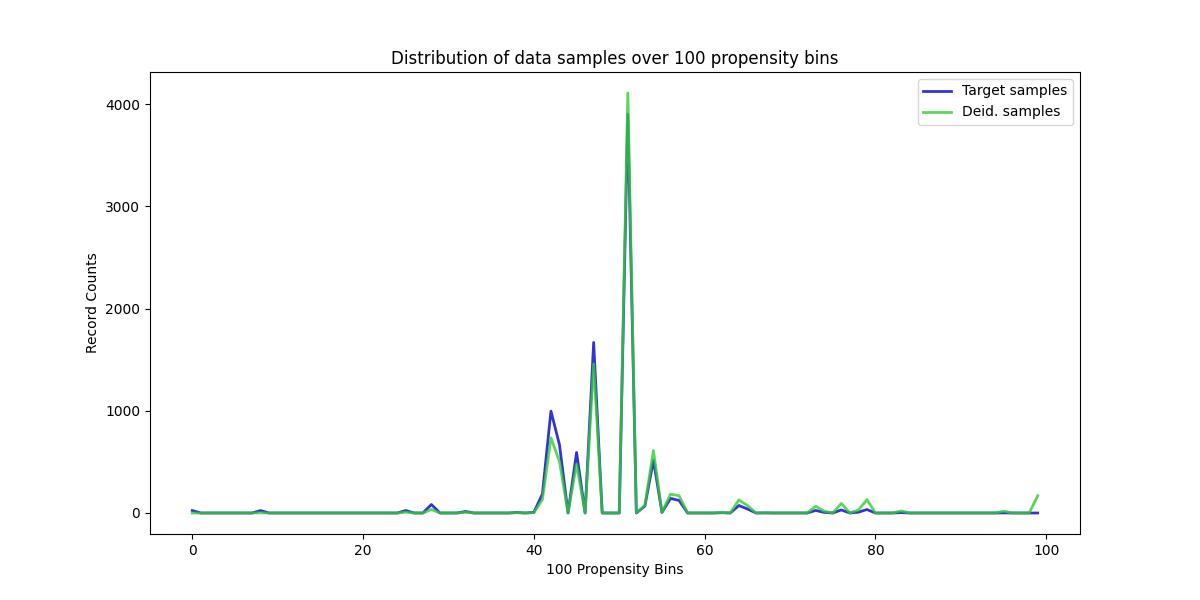 Distribution of data samples over 100 propensity bins
Target samples
Deid. samples
4000
3000
2000
1000
0
Record Counts
0 20 40 60 80 100
100 Propensity Bins